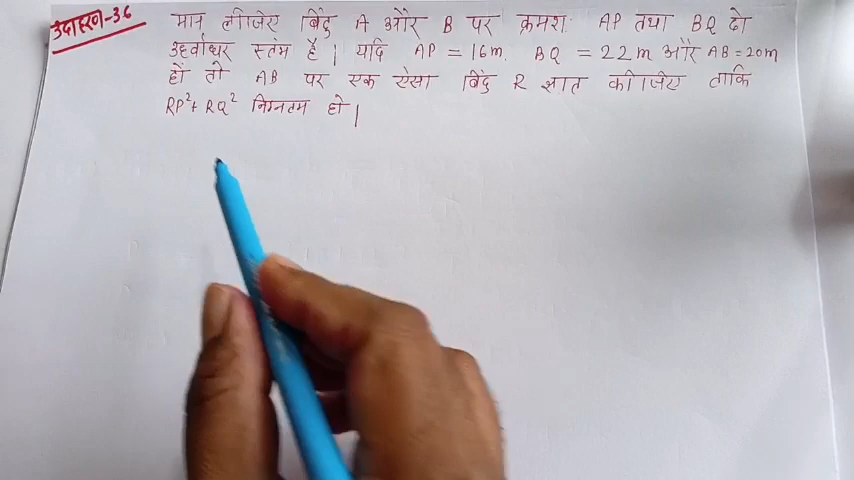 उदाहरण-36
मान लीजिए बिंदु A और B पर क्रमश: AP तथा BQ दो
उर्ध्वाधर स्तंभ है | यदि AP = 16m. BQ = 22m और AB = 20m
हों तो AB पर एक ऐसा बिंदु R ज्ञात कीजिए ताकि
RP²+ RQ² निम्नतम हो |